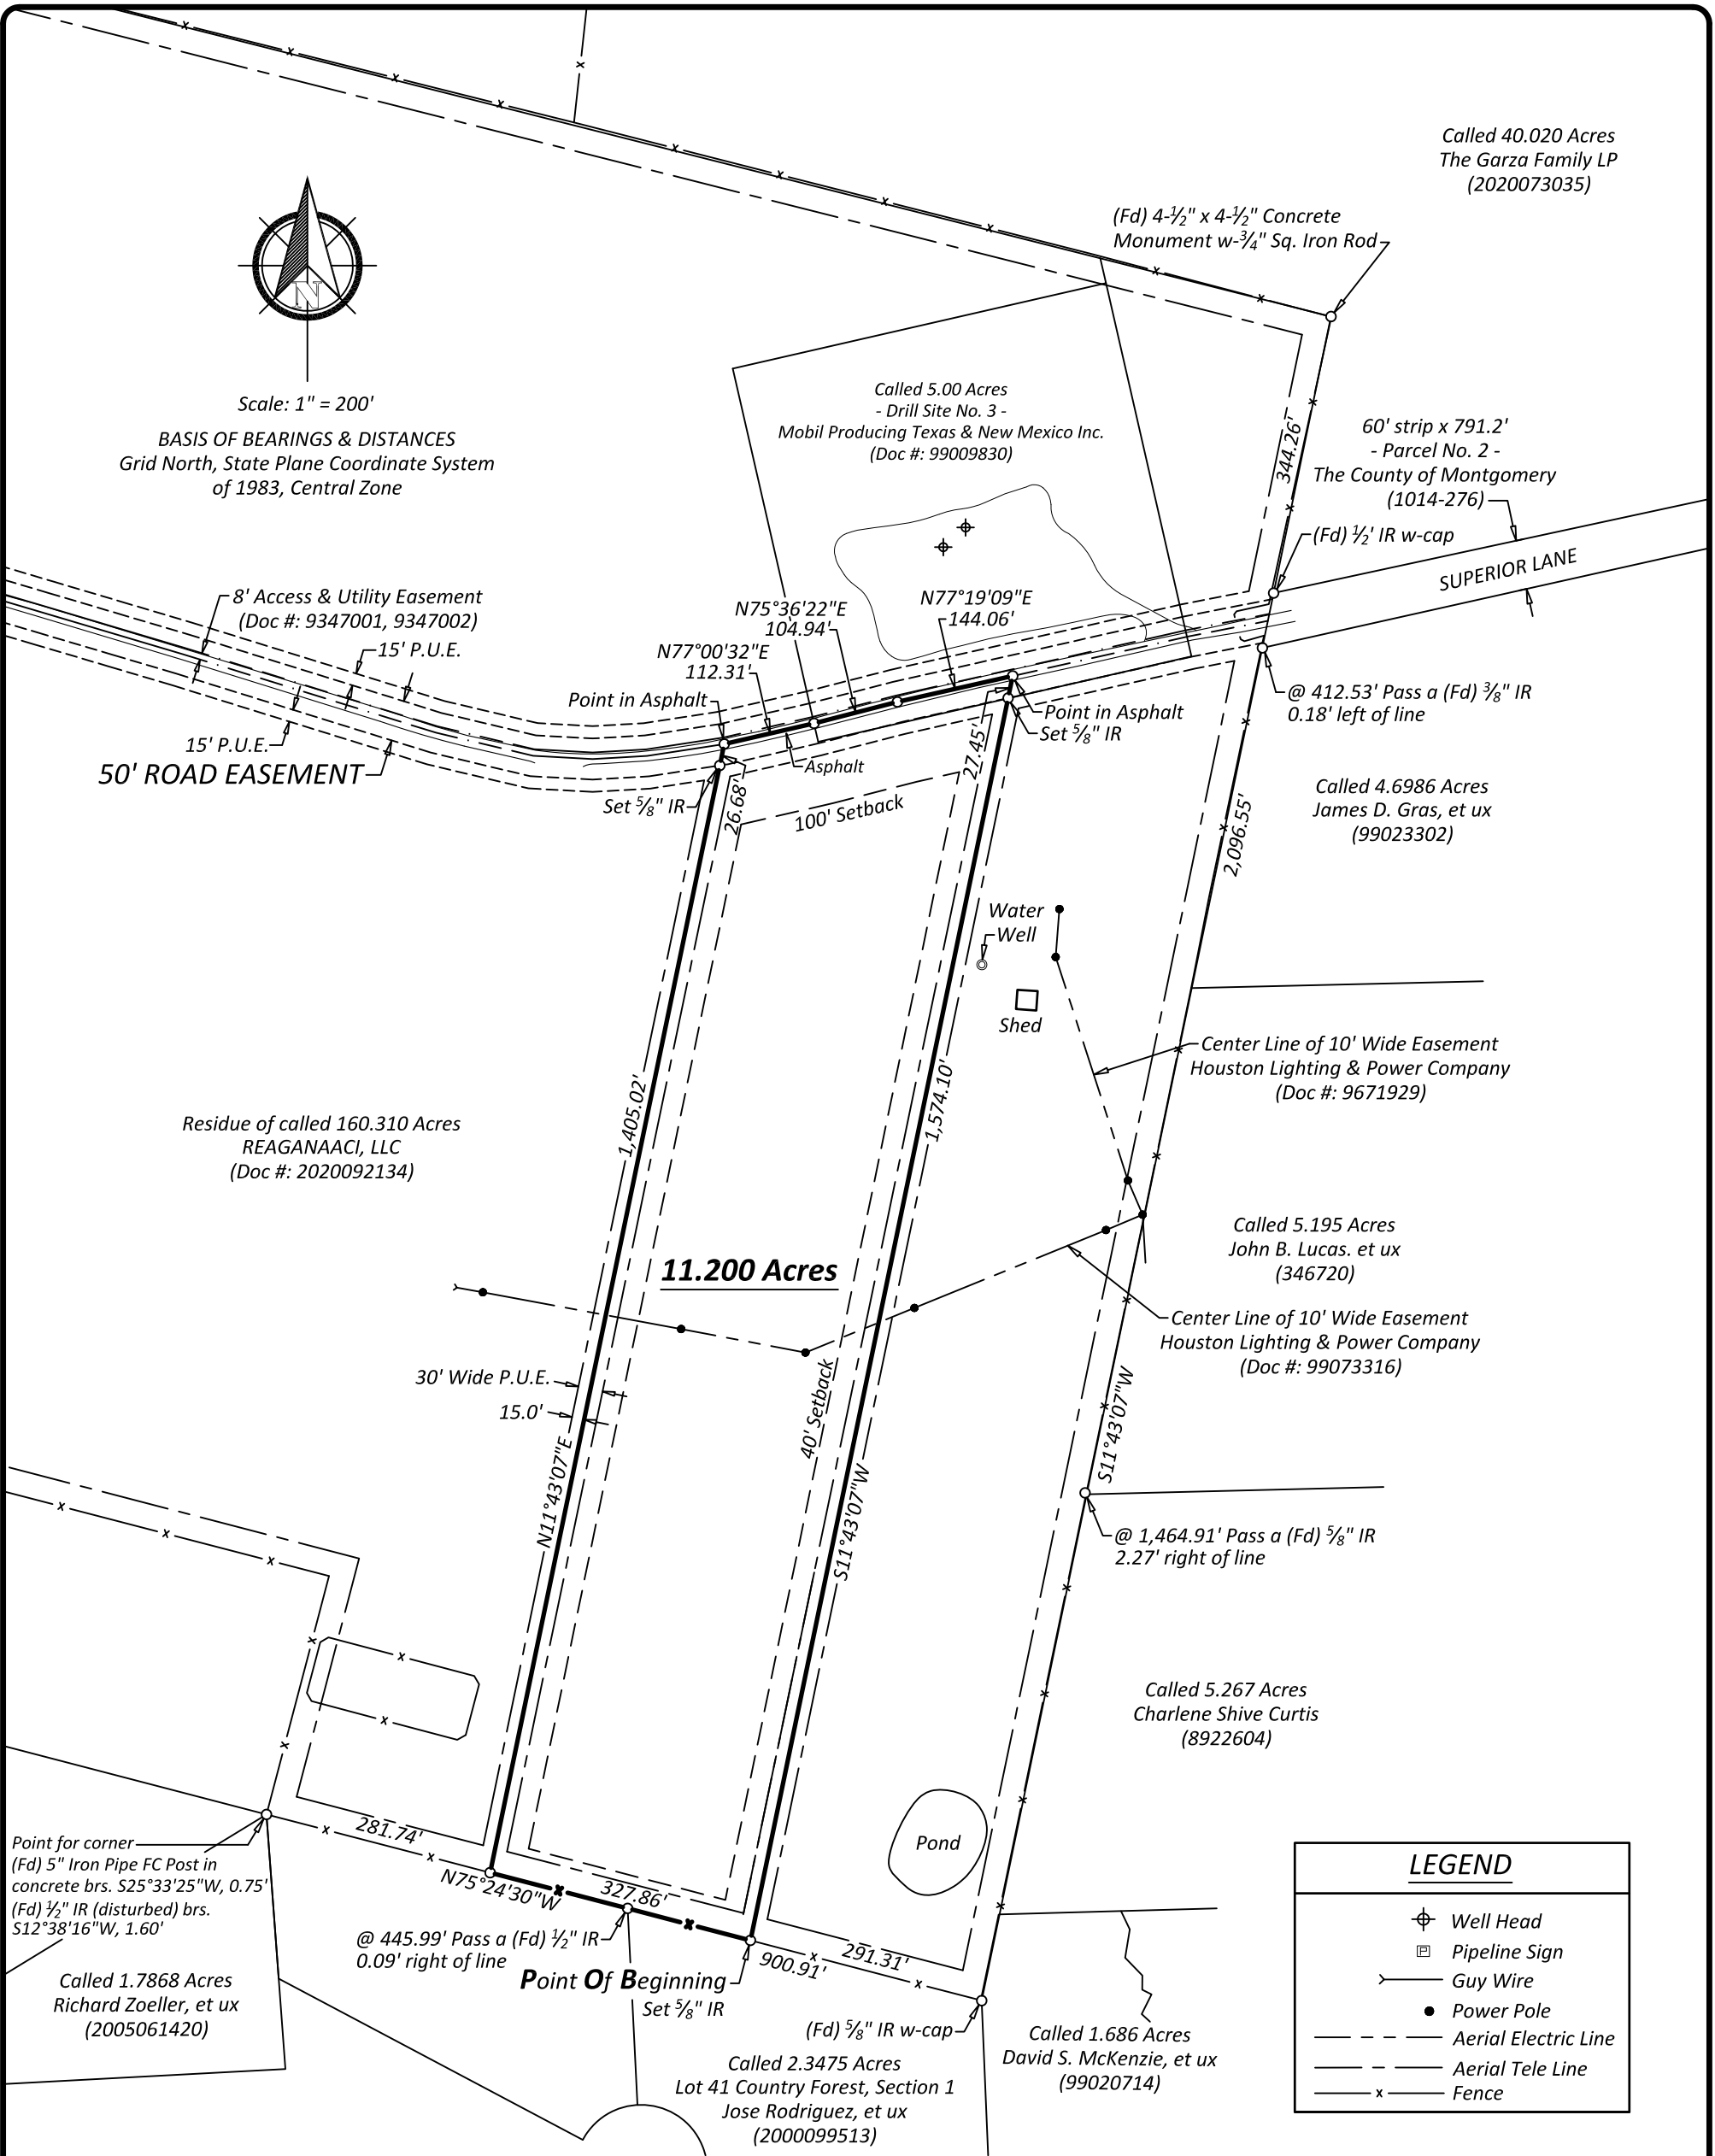 Called 40.020 Acres
The Garza Family LP
(2020073035)
(Fd) 4-½" x 4-½" Concrete
Monument w-¾" Sq. Iron Rod
N
Scale: 1" = 200'
BASIS OF BEARINGS & DISTANCES
Grid North, State Plane Coordinate System
of 1983, Central Zone
Called 5.00 Acres
- Drill Site No. 3 -
Mobil Producing Texas & New Mexico Inc.
(Doc #: 99009830)
344.26'
60' strip x 791.2'
- Parcel No. 2 -
The County of Montgomery
(1014-276)
(Fd) ½' IR w-cap
SUPERIOR LANE
8' Access & Utility Easement
(Doc #: 9347001, 9347002)
15' P.U.E.
N75°36'22"E
104.94'
N77°19'09"E
144.06'
N77°00'32"E
112.31'
Point in Asphalt
@ 412.53' Pass a (Fd) ⅜" IR
0.18' left of line
Point in Asphalt
Set ⅝" IR
15' P.U.E.
50' ROAD EASEMENT
Asphalt
Set ⅝" IR
26.68'
27.45'
100' Setback
Called 4.6986 Acres
James D. Gras, et ux
(99023302)
2,096.55'
Water
Well
Shed
Center Line of 10' Wide Easement
Houston Lighting & Power Company
(Doc #: 9671929)
1,405.02'
1,574.10'
Residue of called 160.310 Acres
REAGANAACI, LLC
(Doc #: 2020092134)
Called 5.195 Acres
John B. Lucas. et ux
(346720)
11.200 Acres
Center Line of 10' Wide Easement
Houston Lighting & Power Company
(Doc #: 99073316)
30' Wide P.U.E.
15.0'
40' Setback
S11°43'07"W
N11°43'07"E
S11°43'07"W
@ 1,464.91' Pass a (Fd) ⅝" IR
2.27' right of line
Called 5.267 Acres
Charlene Shive Curtis
(8922604)
Pond
281.74'
Point for corner
(Fd) 5" Iron Pipe FC Post in
concrete brs. S25°33'25"W, 0.75'
(Fd) ½" IR (disturbed) brs.
S12°38'16"W, 1.60'
N75°24'30"W
327.86'
@ 445.99' Pass a (Fd) ½" IR
0.09' right of line
Point Of Beginning
Set ⅝" IR
900.91'
291.31'
(Fd) ⅝" IR w-cap
Called 1.7868 Acres
Richard Zoeller, et ux
(2005061420)
Called 2.3475 Acres
Lot 41 Country Forest, Section 1
Jose Rodriguez, et ux
(2000099513)
Called 1.686 Acres
David S. McKenzie, et ux
(99020714)
LEGEND
Well Head
P Pipeline Sign
Guy Wire
Power Pole
Aerial Electric Line
Aerial Tele Line
x Fence